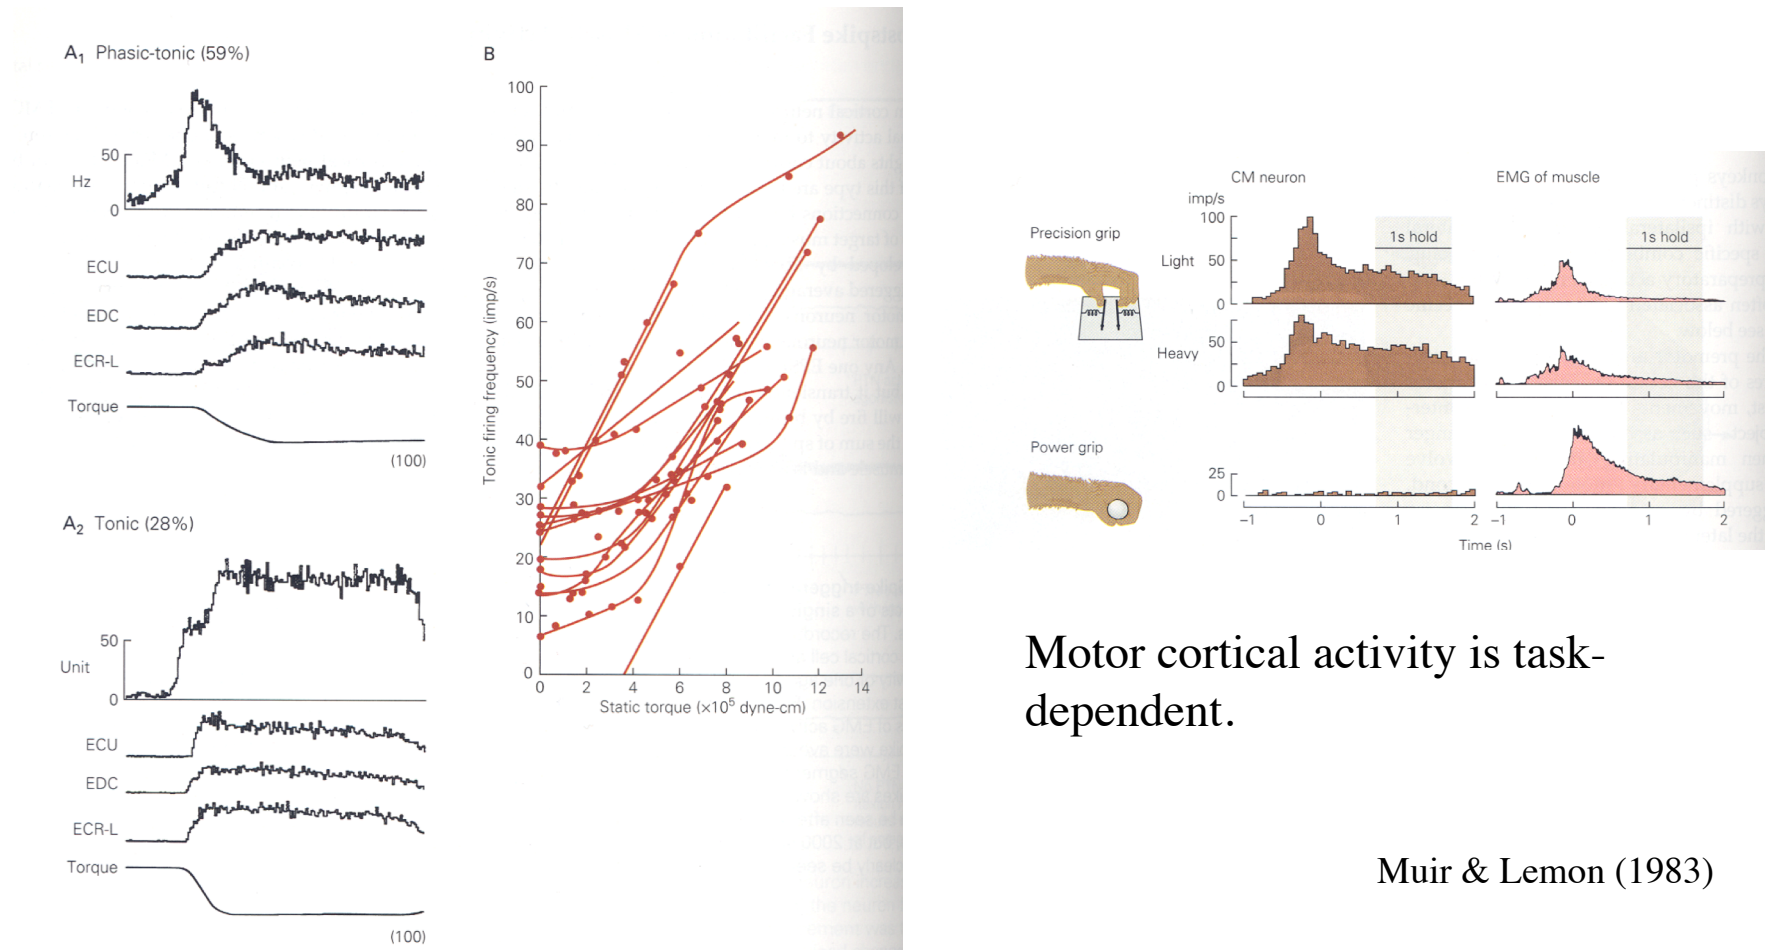 A1 Phasic-tonic (59%)
50
Hz
0
ECU
EDC
ECR-L
Torque
(100)
A2 Tonic (28%)
50
Unit
0
ECU
EDC
ECR-L
Torque
(100)
B
100
90
80
70
60
50
40
30
20
10
0
Tonic firing frequency (imp/s)
0 2 4 6 8 10 12 14
Static torque (×10⁵ dyne-cm)
CM neuron
EMG of muscle
imp/s
Precision grip
100
1s hold
1s hold
Light
50
0
50
Heavy
0
Power grip
25
0
−1 0 1 2
−1 0 1 2
Time (s)
Motor cortical activity is task-
dependent.
Muir & Lemon (1983)